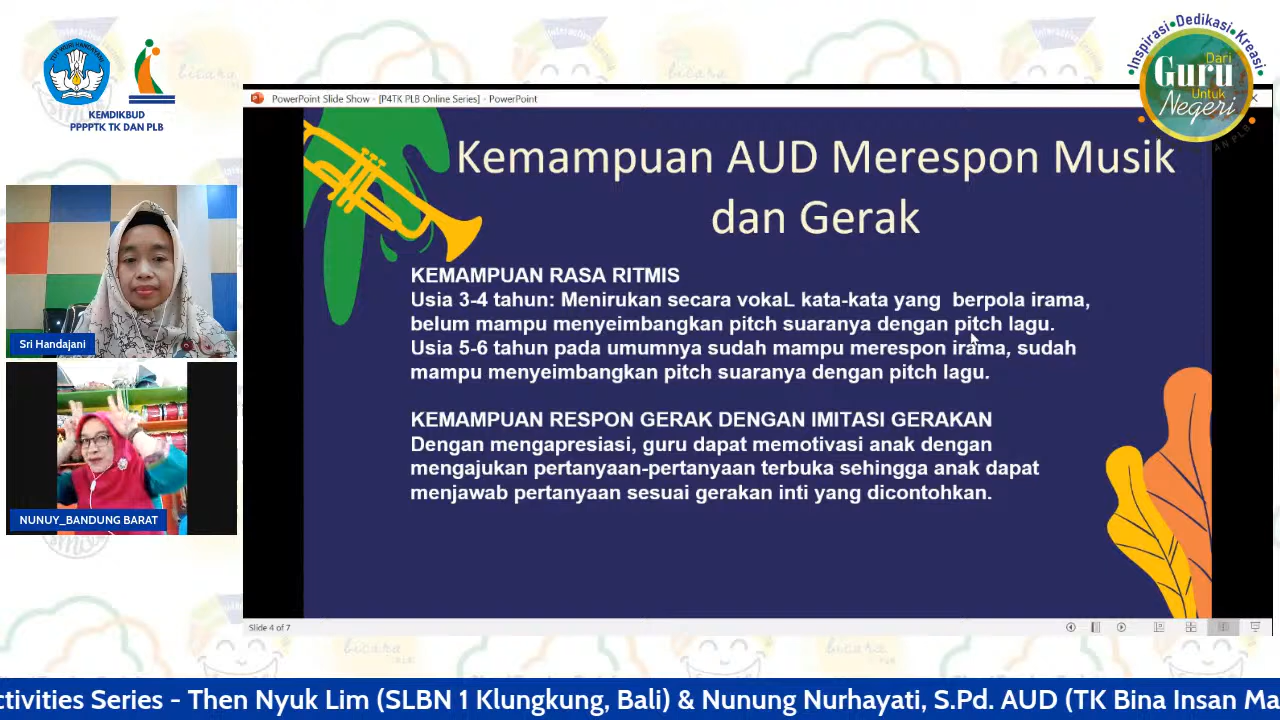 TUT WURI HANDAYANI
KEMDIKBUD
PPPPTK TK DAN PLB
Inspirasi•Dedikasi•Kreasi
Dari
Guru
Untuk
Negeri
PowerPoint Slide Show - [P4TK PLB Online Series] - PowerPoint
Kemampuan AUD Merespon Musik
dan Gerak
KEMAMPUAN RASA RITMIS
Usia 3-4 tahun: Menirukan secara vokaL kata-kata yang berpola irama,
belum mampu menyeimbangkan pitch suaranya dengan pitch lagu.
Usia 5-6 tahun pada umumnya sudah mampu merespon irama, sudah
mampu menyeimbangkan pitch suaranya dengan pitch lagu.
KEMAMPUAN RESPON GERAK DENGAN IMITASI GERAKAN
Dengan mengapresiasi, guru dapat memotivasi anak dengan
mengajukan pertanyaan-pertanyaan terbuka sehingga anak dapat
menjawab pertanyaan sesuai gerakan inti yang dicontohkan.
Sri Handajani
NUNUY_BANDUNG BARAT
Slide 4 of 7
bicara
bicara
ctivities Series - Then Nyuk Lim (SLBN 1 Klungkung, Bali) & Nunung Nurhayati, S.Pd. AUD (TK Bina Insan Ma